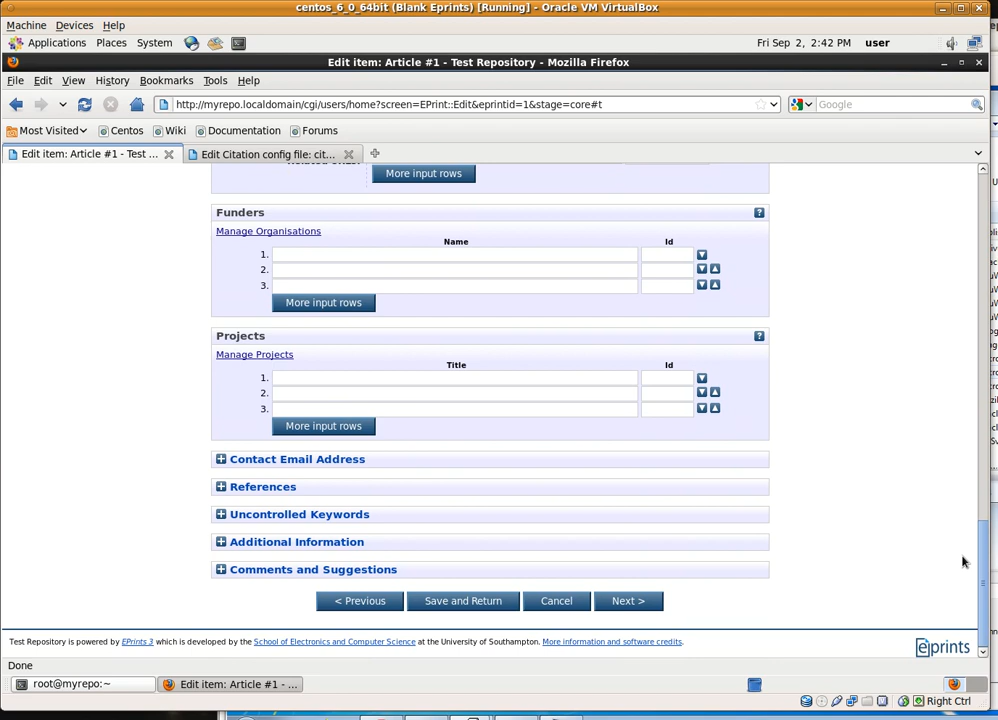 centos_6_0_64bit (Blank Eprints) [Running] - Oracle VM VirtualBox
Machine Devices Help
Applications Places System Fri Sep 2, 2:42 PM user
Edit item: Article #1 - Test Repository - Mozilla Firefox
File Edit View History Bookmarks Tools Help
http://myrepo.localdomain/cgi/users/home?screen=EPrint::Edit&eprintid=1&stage=core#t Google
Most Visited Centos Wiki Documentation Forums
Edit item: Article #1 - Test ... Edit Citation config file: cit...
More input rows
Funders ?
Manage Organisations
Name Id
1.
2.
3.
More input rows
Projects ?
Manage Projects
Title Id
1.
2.
3.
More input rows
Contact Email Address
References
Uncontrolled Keywords
Additional Information
Comments and Suggestions
< Previous Save and Return Cancel Next >
Test Repository is powered by EPrints 3 which is developed by the School of Electronics and Computer Science at the University of Southampton. More information and software credits.
eprints
Done
root@myrepo:~ Edit item: Article #1 - ...
Right Ctrl